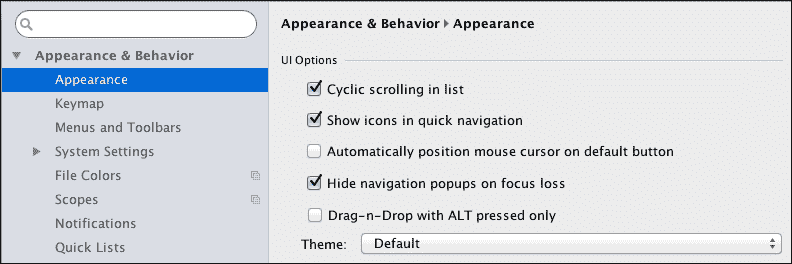 Appearance & Behavior
Appearance
Keymap
Menus and Toolbars
System Settings
File Colors
Scopes
Notifications
Quick Lists
Appearance & Behavior ▸ Appearance
UI Options
Cyclic scrolling in list
Show icons in quick navigation
Automatically position mouse cursor on default button
Hide navigation popups on focus loss
Drag-n-Drop with ALT pressed only
Theme: Default